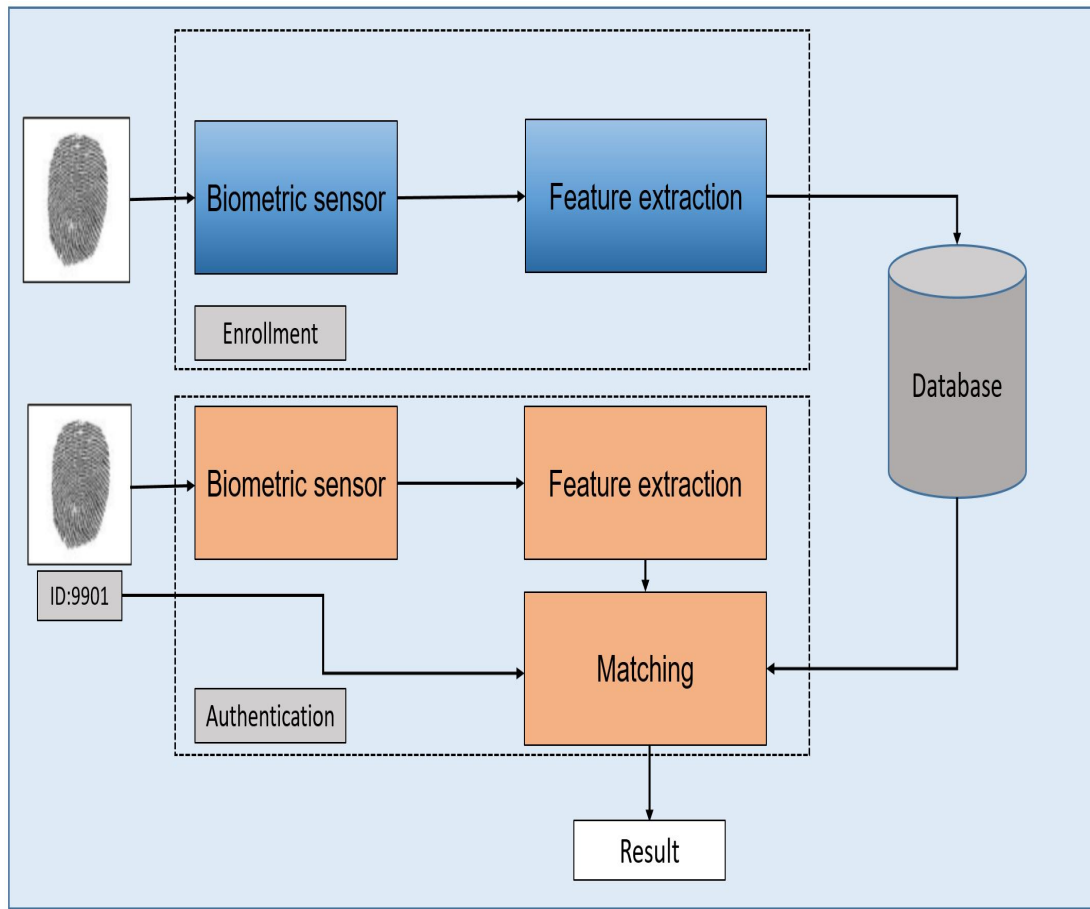 Biometric sensor
Feature extraction
Enrollment
Database
Biometric sensor
Feature extraction
ID:9901
Matching
Authentication
Result